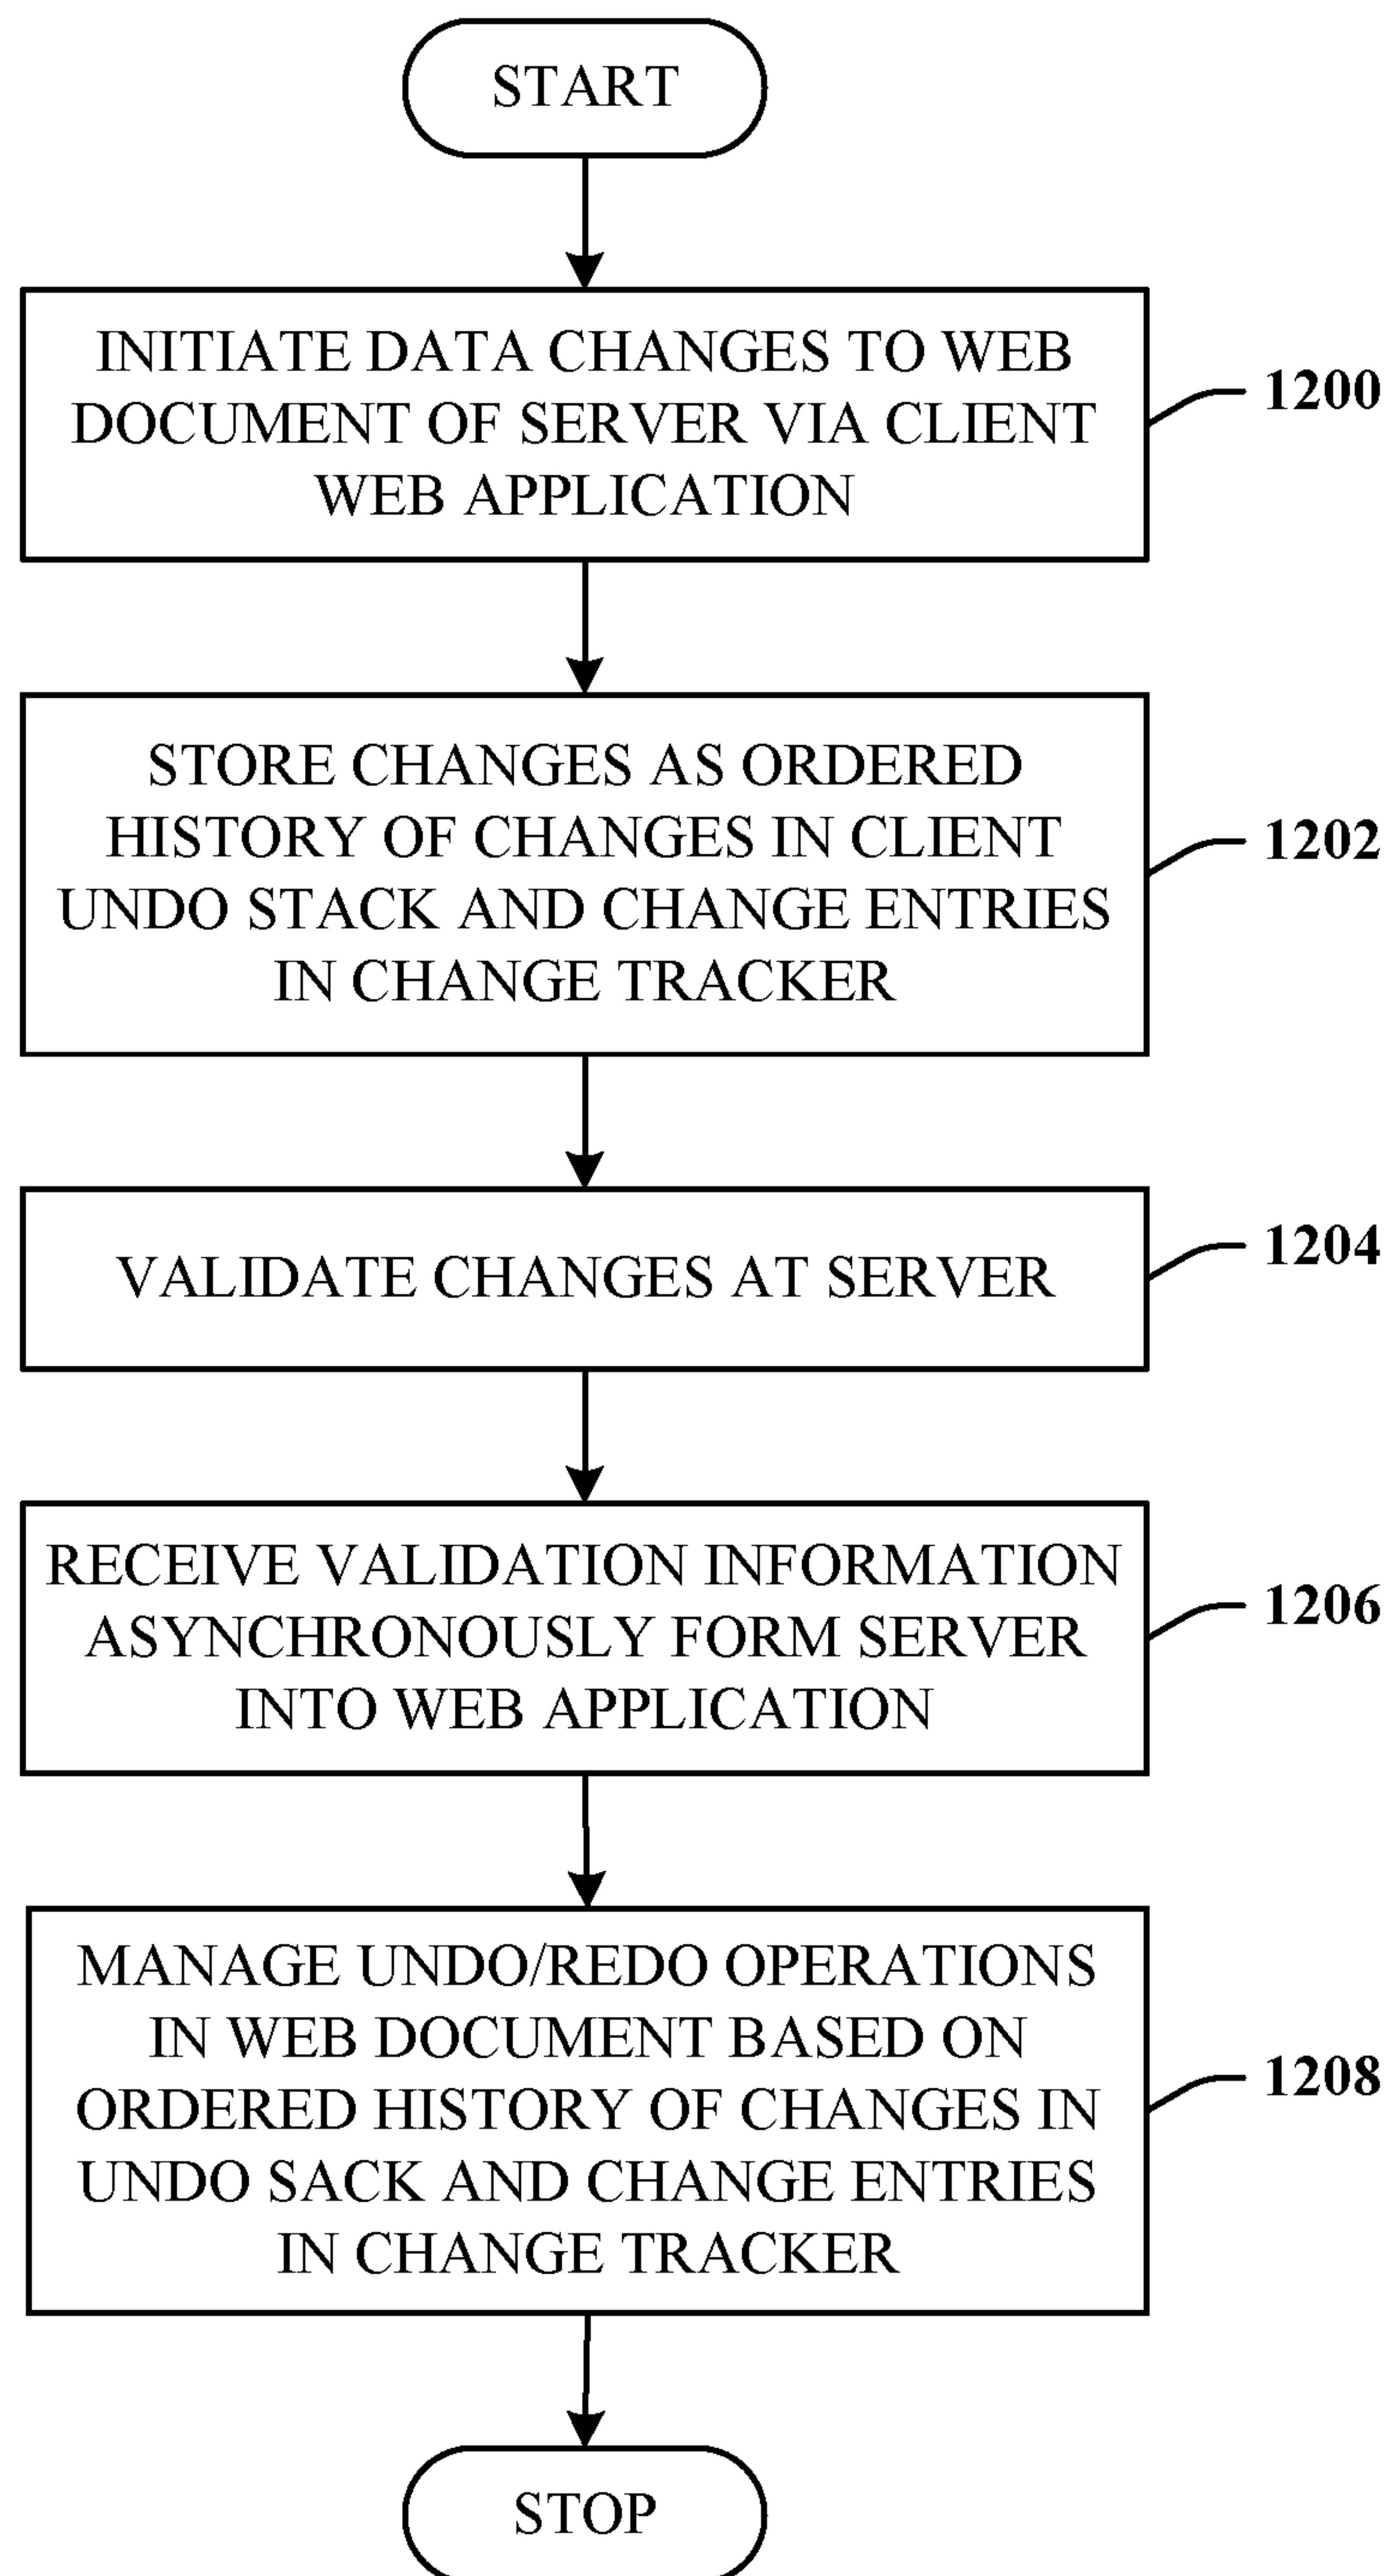 START
INITIATE DATA CHANGES TO WEB
DOCUMENT OF SERVER VIA CLIENT
WEB APPLICATION
1200
STORE CHANGES AS ORDERED
HISTORY OF CHANGES IN CLIENT
UNDO STACK AND CHANGE ENTRIES
IN CHANGE TRACKER
1202
VALIDATE CHANGES AT SERVER
1204
RECEIVE VALIDATION INFORMATION
ASYNCHRONOUSLY FORM SERVER
INTO WEB APPLICATION
1206
MANAGE UNDO/REDO OPERATIONS
IN WEB DOCUMENT BASED ON
ORDERED HISTORY OF CHANGES IN
UNDO SACK AND CHANGE ENTRIES
IN CHANGE TRACKER
1208
STOP